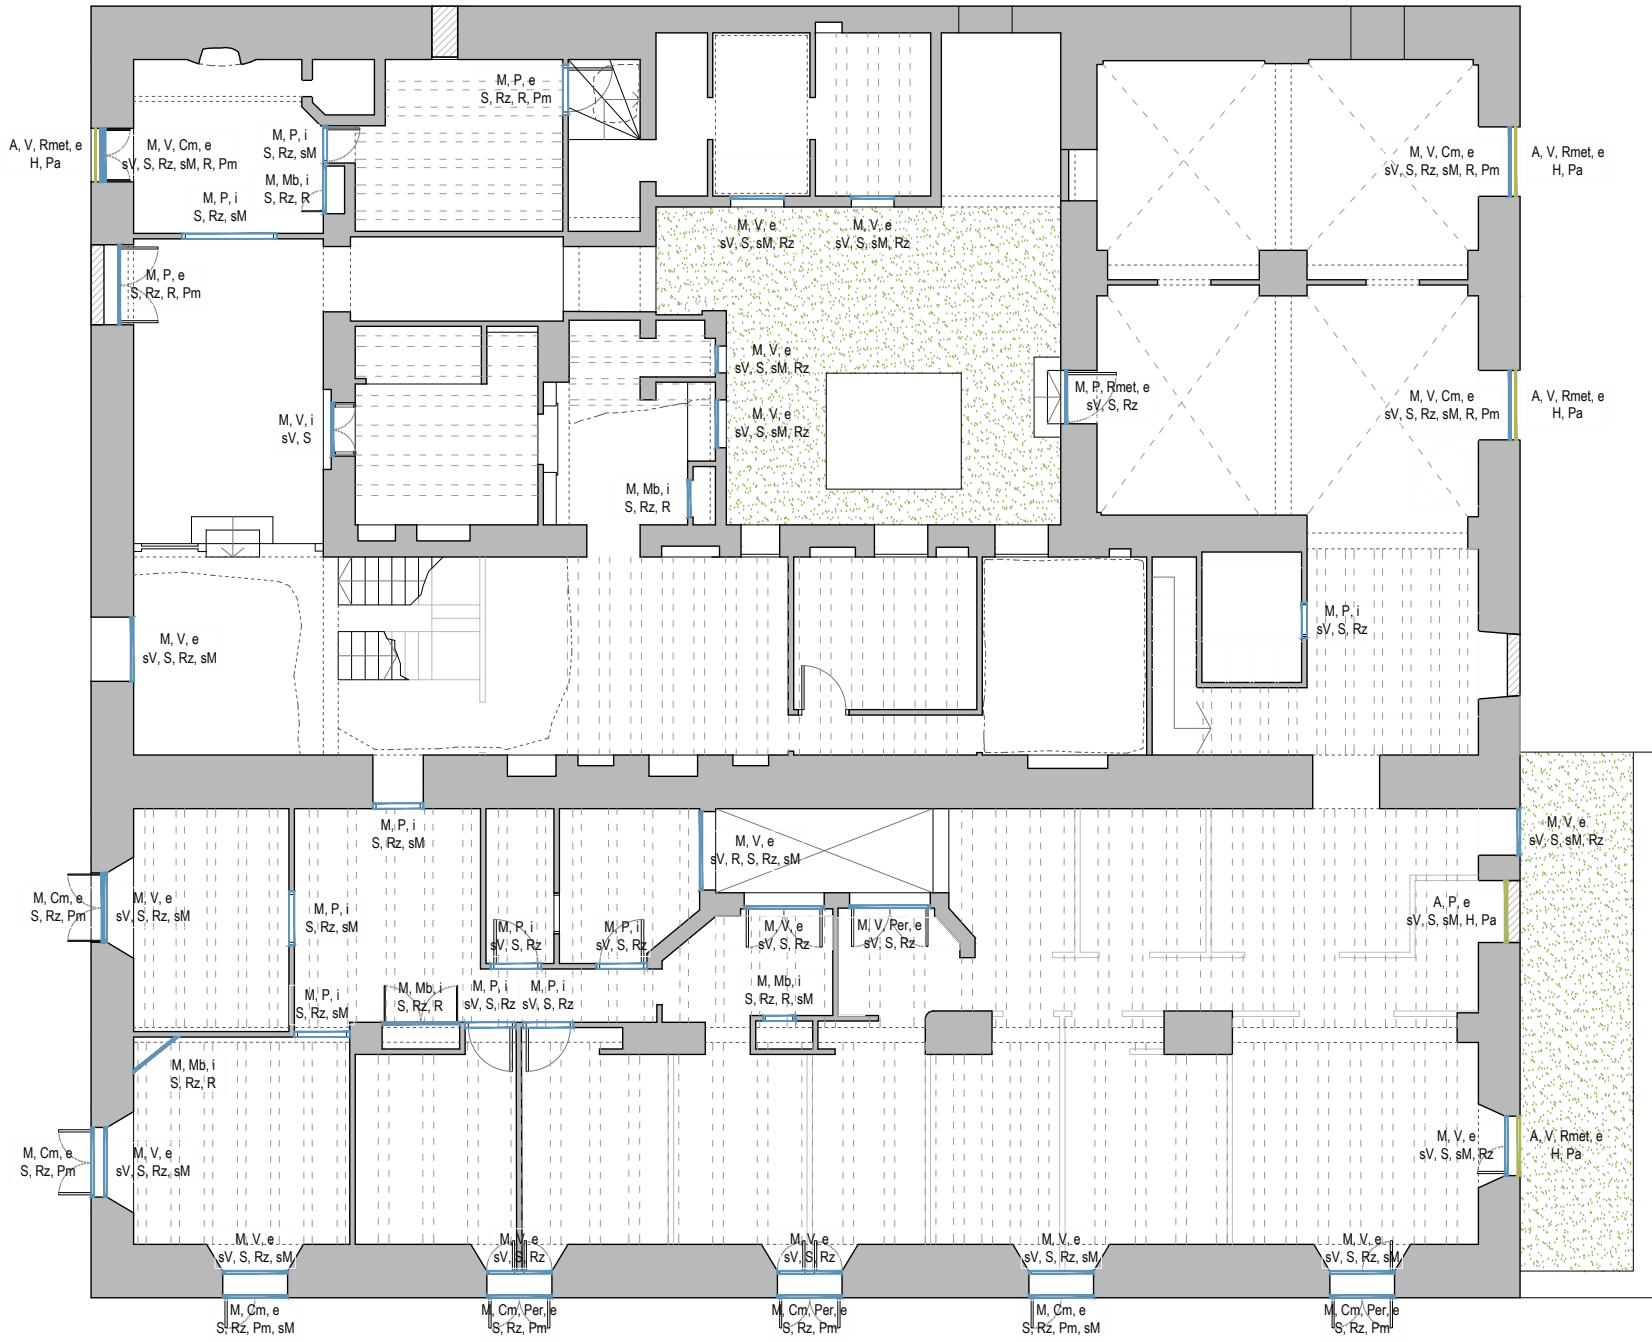 M, P, e
S, Rz, R, Pm
A, V, Rmet, e
H, Pa
M, V, Cm, e
sV, S, Rz, sM, R, Pm
M, P, i
S, Rz, sM
M, Mb, i
S, Rz, R
M, P, i
S, Rz, sM
M, V, Cm, e
sV, S, Rz, sM, R, Pm
A, V, Rmet, e
H, Pa
M, V, e
sV, S, sM, Rz
M, V, e
sV, S, sM, Rz
M, P, e
S, Rz, R, Pm
M, V, e
sV, S, sM, Rz
M, P, Rmet, e
sV, S, Rz
M, V, Cm, e
sV, S, Rz, sM, R, Pm
A, V, Rmet, e
H, Pa
M, V, i
sV, S
M, V, e
sV, S, sM, Rz
M, Mb, i
S, Rz, R
M, V, e
sV, S, Rz, sM
M, P, i
sV, S, Rz
M, P, i
S, Rz, sM
M, V, e
sV, R, S, Rz, sM
M, V, e
sV, S, sM, Rz
M, Cm, e
S, Rz, Pm
M, V, e
sV, S, Rz, sM
M, P, i
S, Rz, sM
M, P, i
sV, S, Rz
M, P, i
sV, S, Rz
M, V, e
sV, S, Rz
M, V, Per, e
sV, S, Rz
A, P, e
sV, S, sM, H, Pa
M, P, i
S, Rz, sM
M, Mb, i
S, Rz, R
M, P, i
sV, S, Rz
M, P, i
sV, S, Rz
M, Mb, i
S, Rz, R, sM
M, Mb, i
S, Rz, R
M, Cm, e
S, Rz, Pm
M, V, e
sV, S, Rz, sM
M, V, e
sV, S, sM, Rz
A, V, Rmet, e
H, Pa
M, V, e
sV, S, Rz, sM
M, V, e
sV, S, Rz
M, V, e
sV, S, Rz
M, V, e
sV, S, Rz, sM
M, V, e
sV, S, Rz, sM
M, Cm, e
S, Rz, Pm, sM
M, Cm, Per, e
S, Rz, Pm
M, Cm, Per, e
S, Rz, Pm
M, Cm, e
S, Rz, Pm, sM
M, Cm, Per, e
S, Rz, Pm